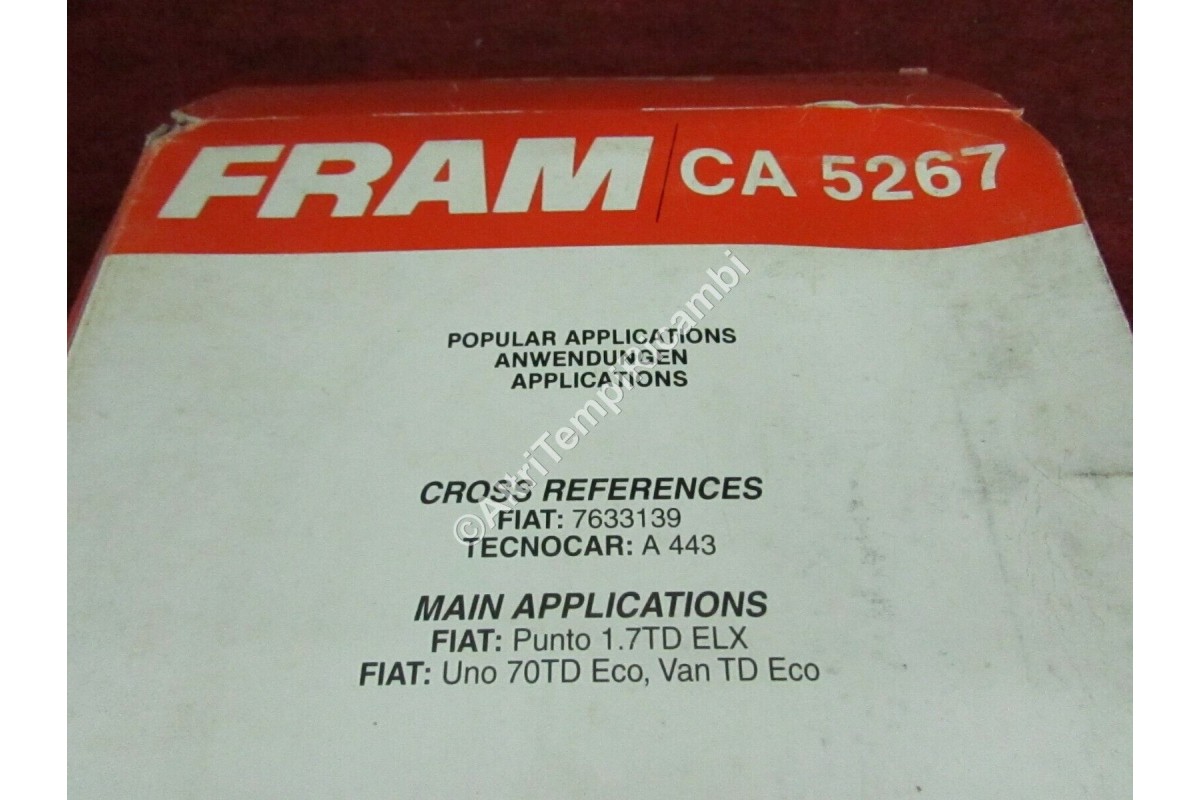 FRAM/CA 5267
POPULAR APPLICATIONS
ANWENDUNGEN
APPLICATIONS
CROSS REFERENCES
FIAT: 7633139
TECNOCAR: A 443
MAIN APPLICATIONS
FIAT: Punto 1.7TD ELX
FIAT: Uno 70TD Eco, Van TD Eco
©AltriTempiRicambi